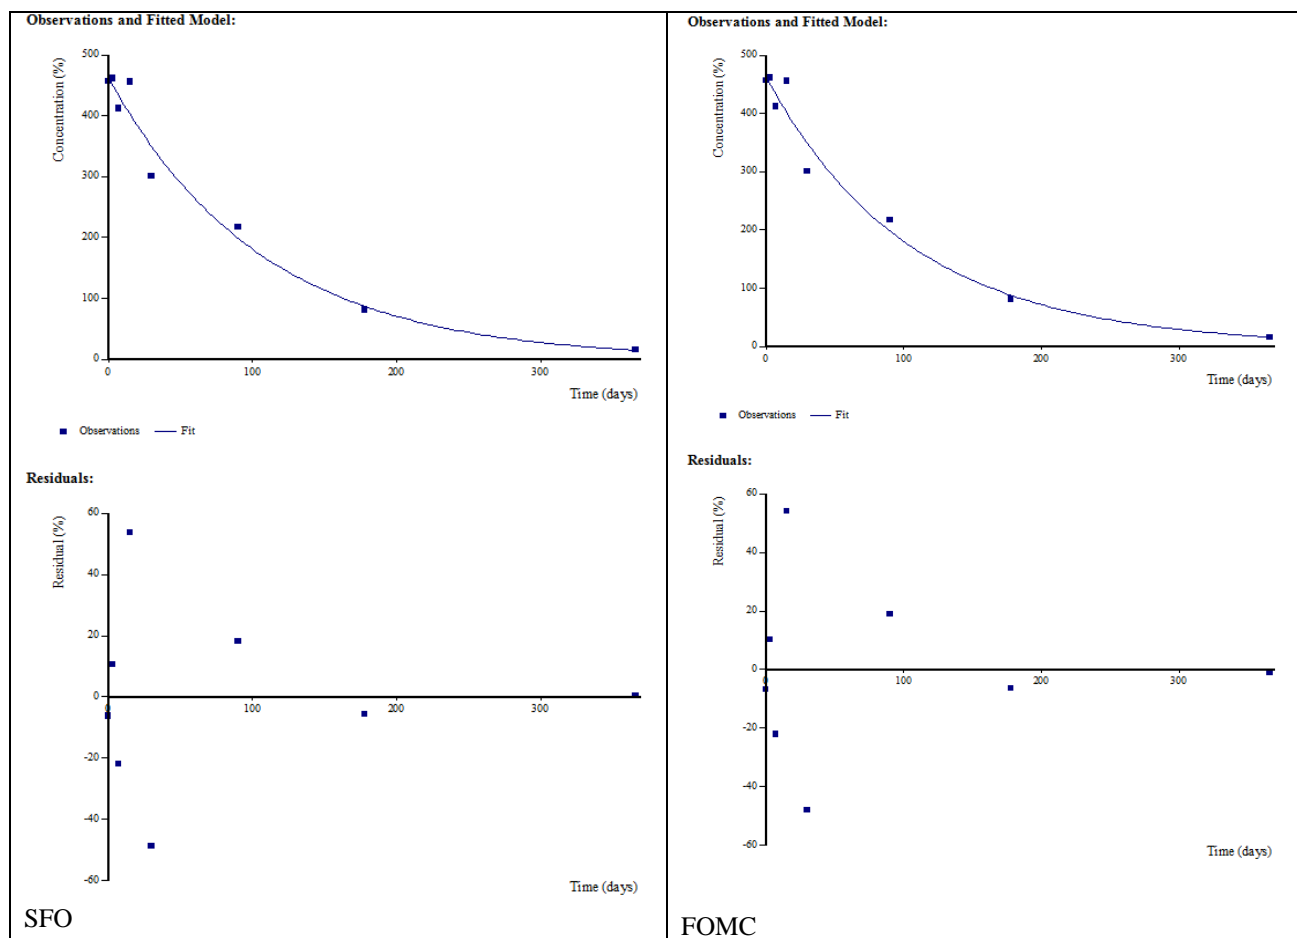 Observations and Fitted Model:
Concentration (%)
500
400
300
200
100
0
0
100
200
300
Time (days)
Observations
Fit
Residuals:
Residual (%)
60
40
20
0
-20
-40
-60
0
100
200
300
Time (days)
SFO
Observations and Fitted Model:
Concentration (%)
500
400
300
200
100
0
0
100
200
300
Time (days)
Observations
Fit
Residuals:
Residual (%)
60
40
20
0
-20
-40
-60
0
100
200
300
Time (days)
FOMC